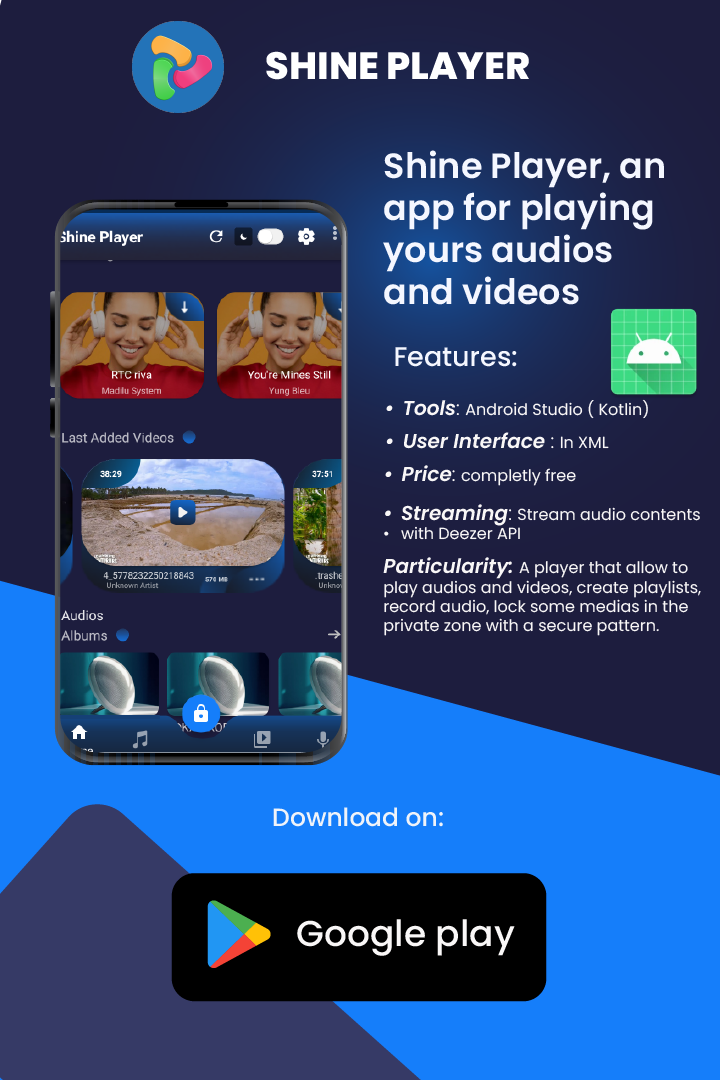 SHINE PLAYER
Shine Player, an
app for playing
yours audios
and videos
Features:
• Tools: Android Studio ( Kotlin)
• User Interface : In XML
• Price: completly free
• Streaming: Stream audio contents
• with Deezer API
Particularity: A player that allow to
play audios and videos, create playlists,
record audio, lock some medias in the
private zone with a secure pattern.
Shine Player
RTC riva
Madilu System
You're Mines Still
Yung Bleu
Last Added Videos
38:29
37:51
4_5778232250218843
Unknown Artist
576 MB
.trashe
Unknov
Audios
Albums
Download on:
Google play